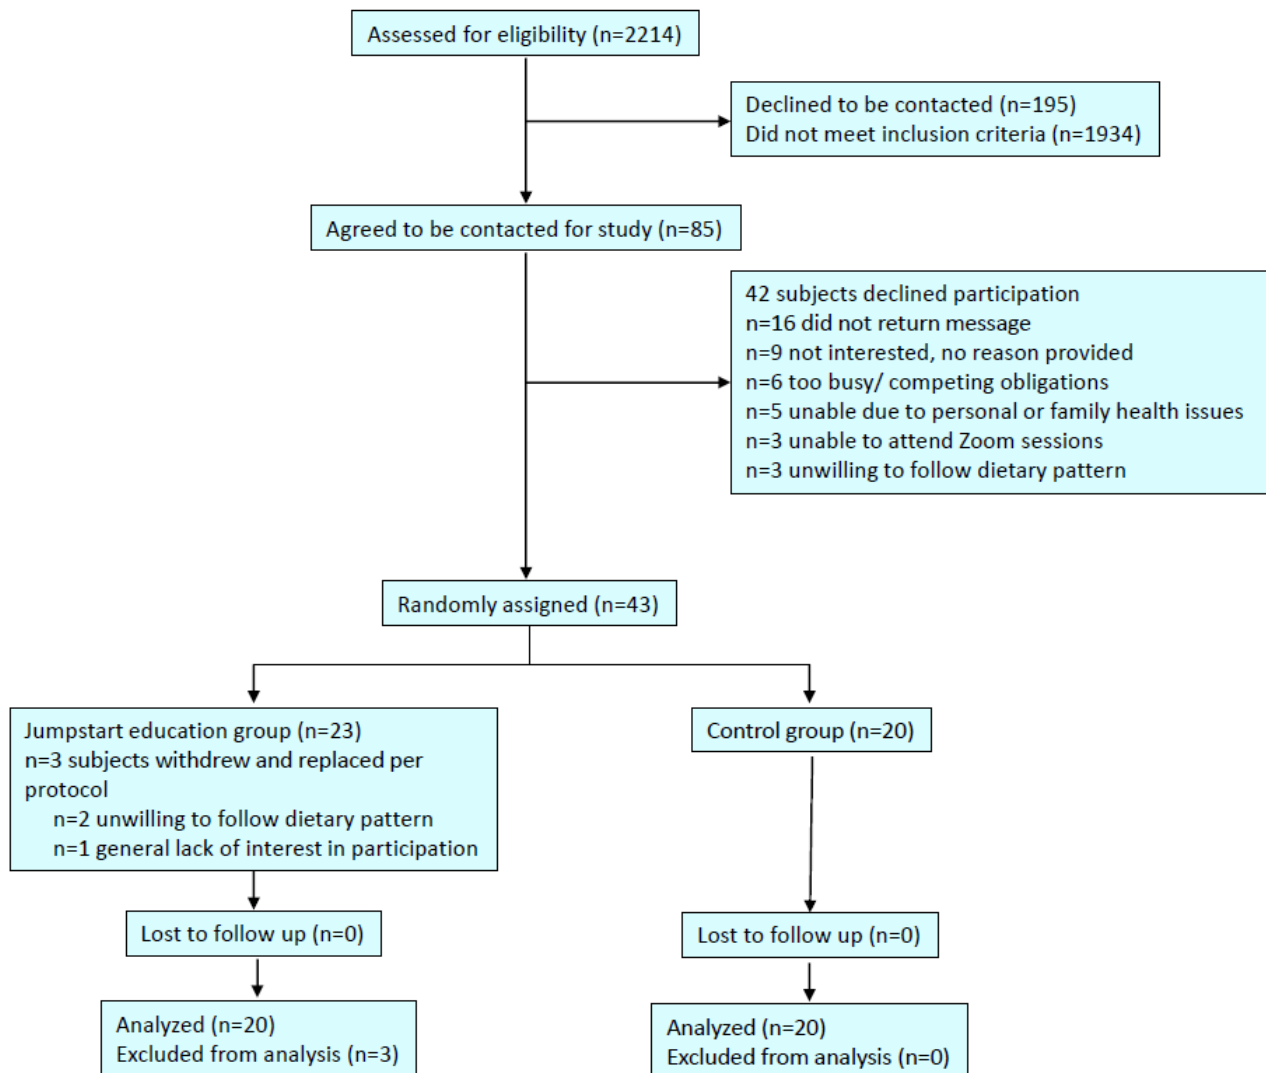 Assessed for eligibility (n=2214)
Declined to be contacted (n=195)
Did not meet inclusion criteria (n=1934)
Agreed to be contacted for study (n=85)
42 subjects declined participation
n=16 did not return message
n=9 not interested, no reason provided
n=6 too busy/ competing obligations
n=5 unable due to personal or family health issues
n=3 unable to attend Zoom sessions
n=3 unwilling to follow dietary pattern
Randomly assigned (n=43)
Jumpstart education group (n=23)
n=3 subjects withdrew and replaced per
protocol
n=2 unwilling to follow dietary pattern
n=1 general lack of interest in participation
Control group (n=20)
Lost to follow up (n=0)
Lost to follow up (n=0)
Analyzed (n=20)
Excluded from analysis (n=3)
Analyzed (n=20)
Excluded from analysis (n=0)